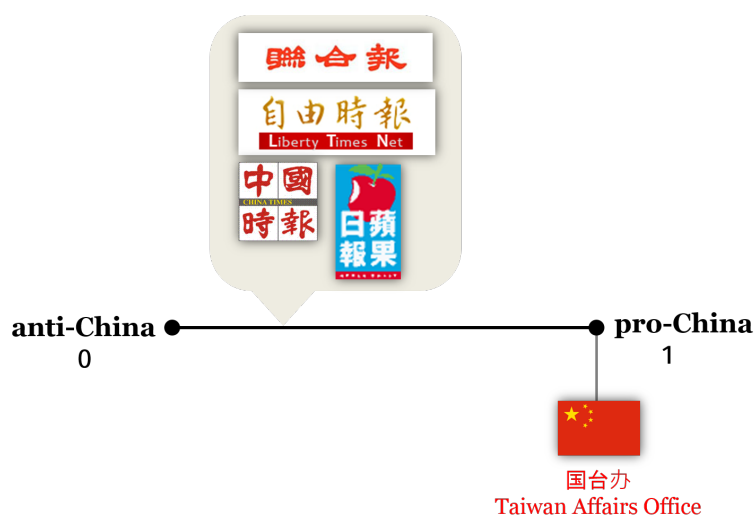 聯合報
自由時報
Liberty Times Net
中國
CHINA TIMES
時報
蘋果日報
anti-China
0
pro-China
1
国台办
Taiwan Affairs Office